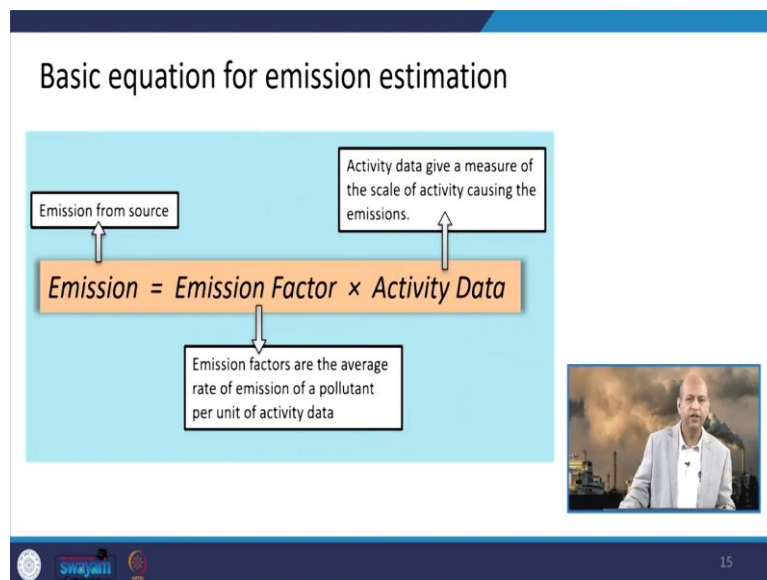 Basic equation for emission estimation
Activity data give a measure of
the scale of activity causing the
emissions.
Emission from source
Emission = Emission Factor × Activity Data
Emission factors are the average
rate of emission of a pollutant
per unit of activity data
swayam
15